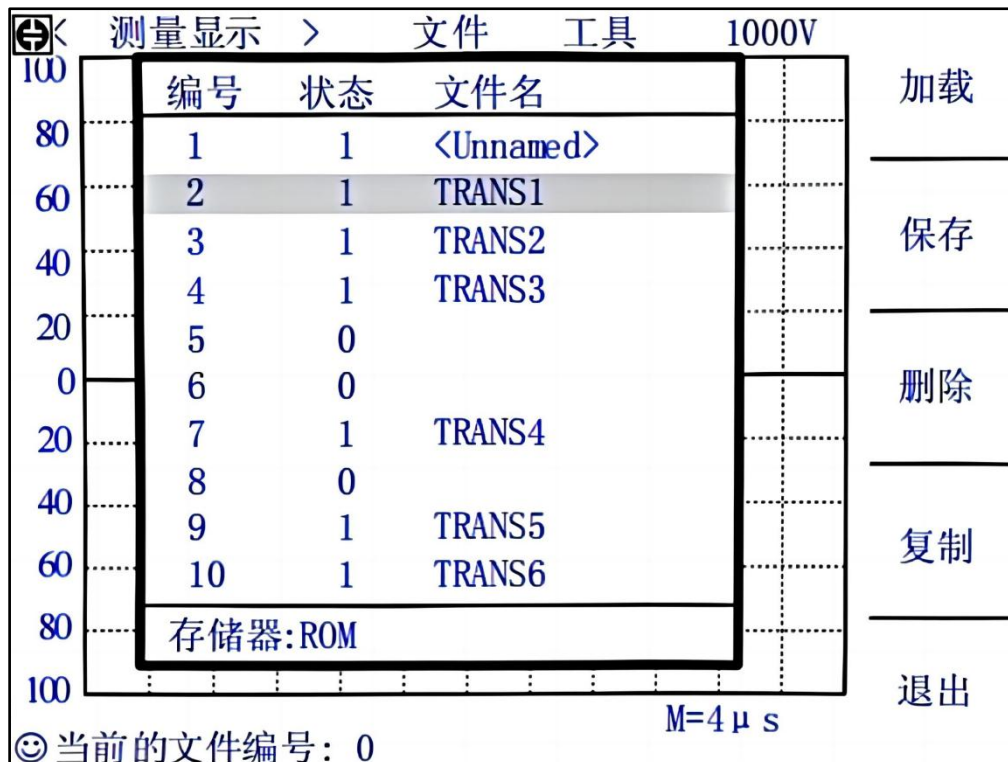 < 测量显示 > 文件 工具 1000V
100
80
60
40
20
0
20
40
60
80
100
编号 状态 文件名
1 1 <Unnamed>
2 1 TRANS1
3 1 TRANS2
4 1 TRANS3
5 0
6 0
7 1 TRANS4
8 0
9 1 TRANS5
10 1 TRANS6
存储器:ROM
加载
保存
删除
复制
退出
M=4μs
当前的文件编号: 0